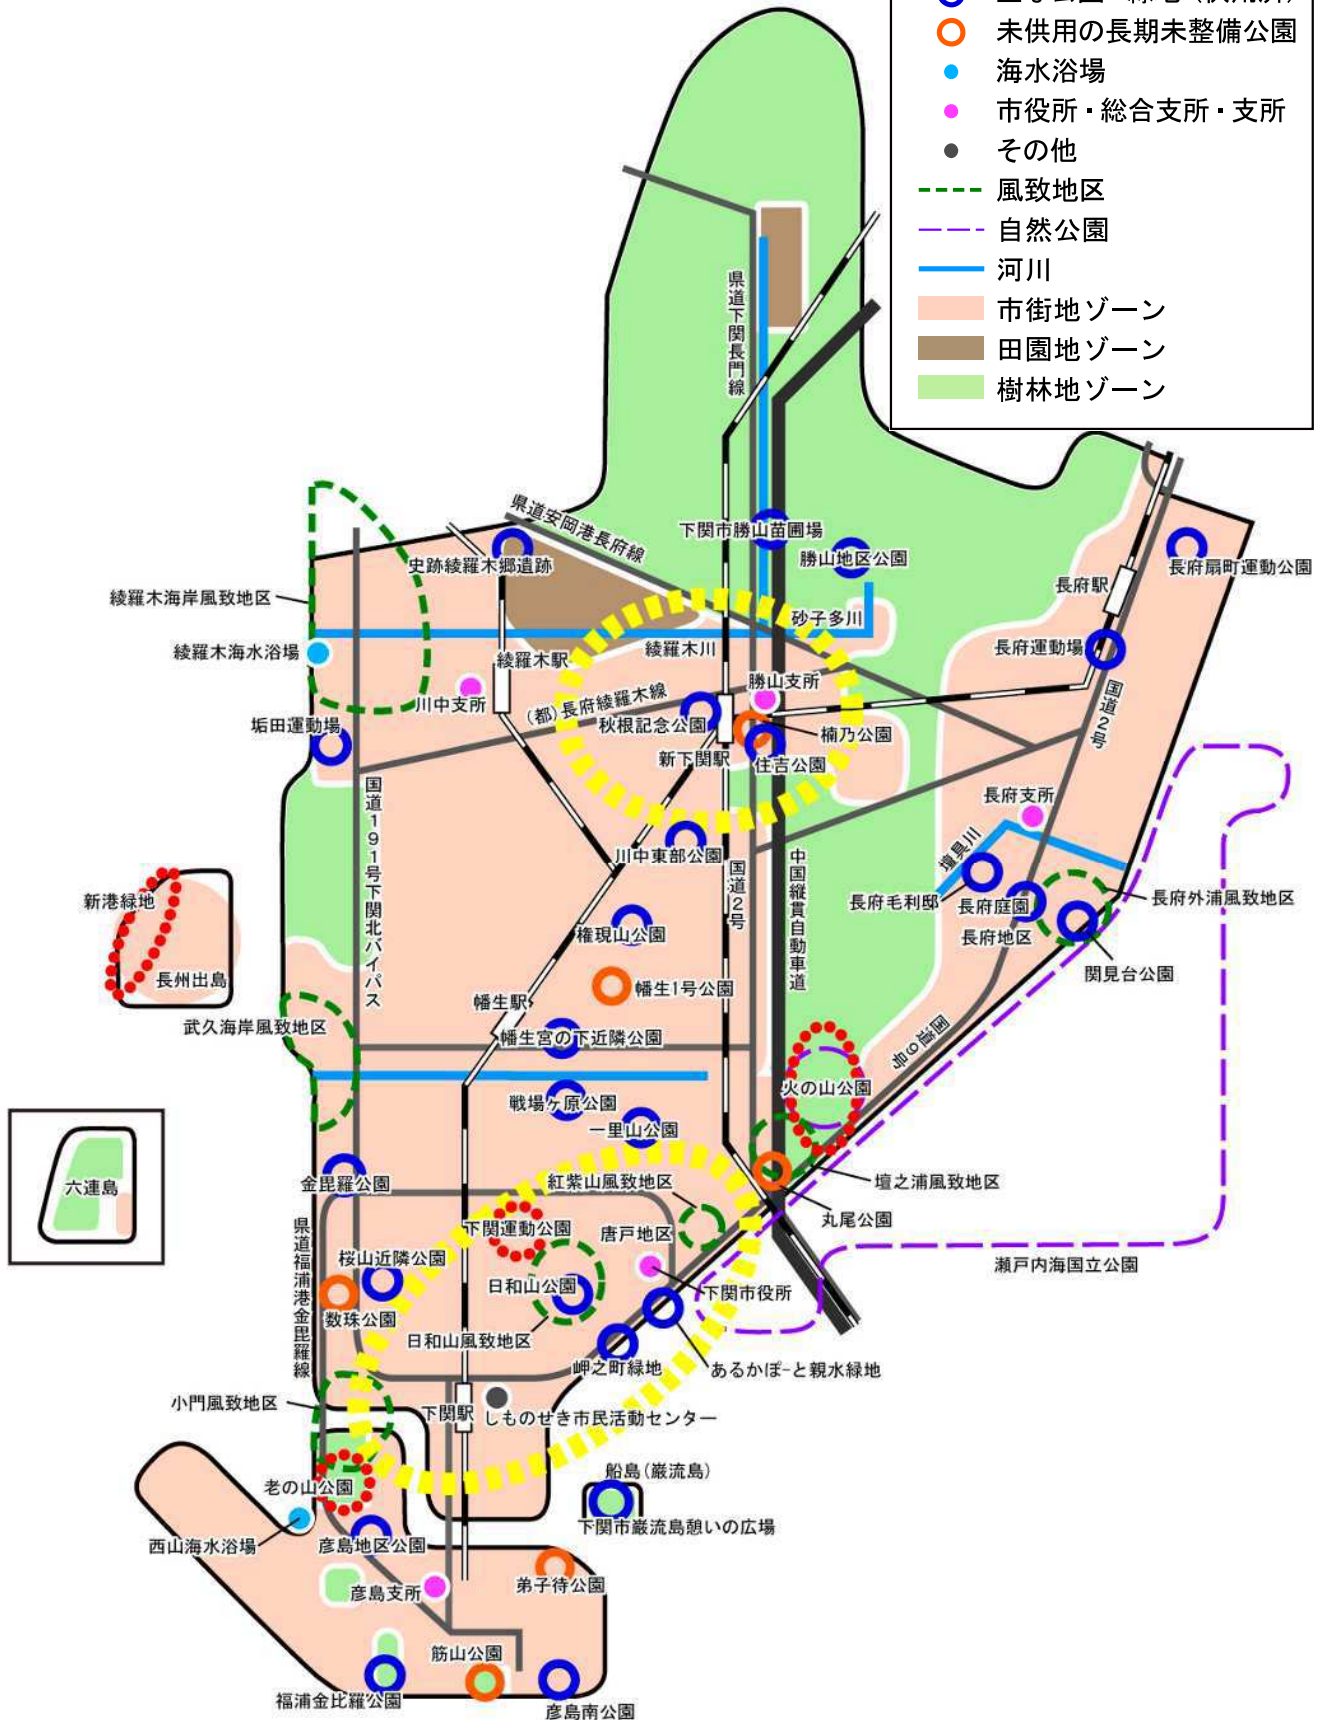 未供用の長期未整備公園
海水浴場
市役所・総合支所・支所
その他
風致地区
自然公園
河川
市街地ゾーン
田園地ゾーン
樹林地ゾーン
県道下関長門線
県道安岡港長府線
下関市勝山苗圃場
勝山地区公園
史跡綾羅木郷遺跡
長府扇町運動公園
長府駅
綾羅木海岸風致地区
砂子多川
綾羅木海水浴場
綾羅木駅
綾羅木川
長府運動場
勝山支所
川中支所
(都)長府綾羅木線
国道2号
垢田運動場
秋根記念公園
楠乃公園
新下関駅
住吉公園
国道191号下関北バイパス
長府支所
川中東部公園
国道2号
中国縦貫自動車道
壇具川
新港緑地
長府毛利邸
長府庭園
長府外浦風致地区
権現山公園
長府地区
関見台公園
長州出島
幡生1号公園
幡生駅
武久海岸風致地区
幡生宮の下近隣公園
国道9号
火の山公園
戦場ヶ原公園
一里山公園
金毘羅公園
紅紫山風致地区
壇之浦風致地区
六連島
県道福浦港金毘羅線
下関運動公園
唐戸地区
丸尾公園
桜山近隣公園
瀬戸内海国立公園
日和山公園
下関市役所
数珠公園
日和山風致地区
岬之町緑地
あるかぽーと親水緑地
小門風致地区
下関駅
しものせき市民活動センター
老の山公園
船島(巌流島)
下関市巌流島憩いの広場
西山海水浴場
彦島地区公園
弟子待公園
彦島支所
筋山公園
福浦金比羅公園
彦島南公園